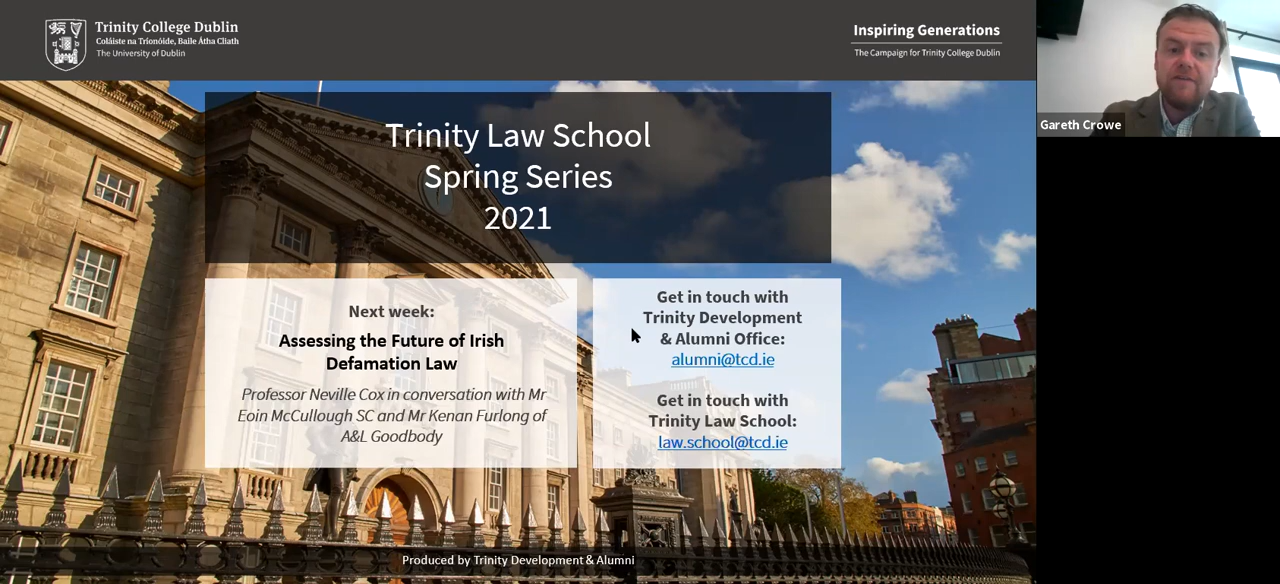 Trinity College Dublin
Coláiste na Tríonóide, Baile Átha Cliath
The University of Dublin
Inspiring Generations
The Campaign for Trinity College Dublin
Gareth Crowe
Trinity Law School
Spring Series
2021
Next week:
Assessing the Future of Irish
Defamation Law
Professor Neville Cox in conversation with Mr
Eoin McCullough SC and Mr Kenan Furlong of
A&L Goodbody
Get in touch with
Trinity Development
& Alumni Office:
alumni@tcd.ie
Get in touch with
Trinity Law School:
law.school@tcd.ie
Produced by Trinity Development & Alumni